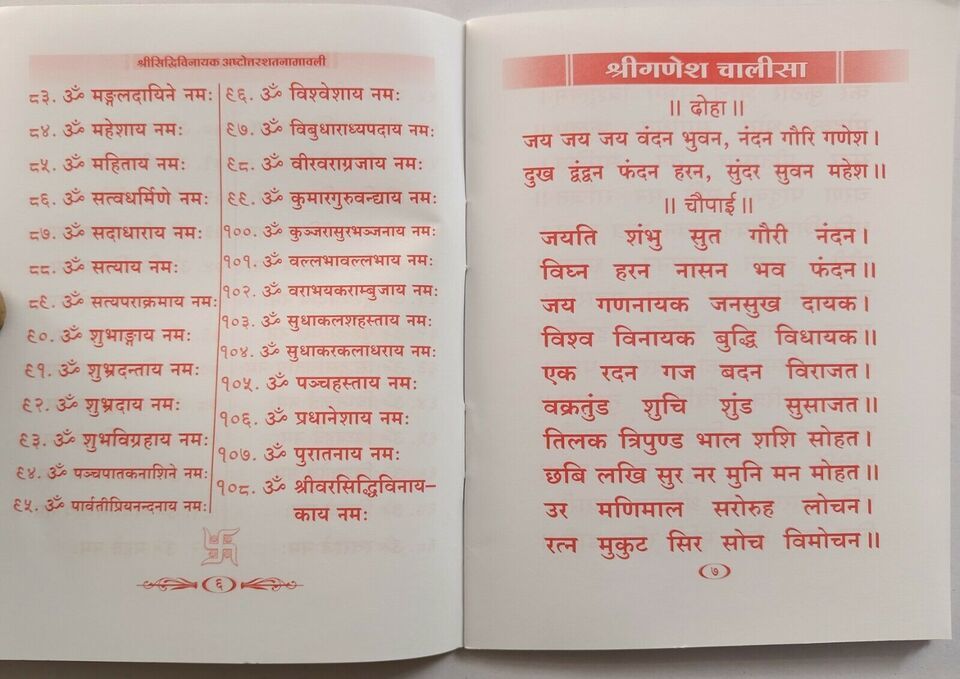 श्रीसिद्धिविनायक अष्टोत्तरशतनामावली
८३. ॐ मङ्गलदायिने नमः
८४. ॐ महेशाय नमः
८५. ॐ महिताय नमः
८६. ॐ सत्वधर्मिणे नमः
८७. ॐ सदाधाराय नमः
८८. ॐ सत्याय नमः
८९. ॐ सत्यपराक्रमाय नमः
९०. ॐ शुभाङ्गाय नमः
९१. ॐ शुभ्रदन्ताय नमः
९२. ॐ शुभ्रदाय नमः
९३. ॐ शुभविग्रहाय नमः
९४. ॐ पञ्चपातकनाशिने नमः
९५. ॐ पार्वतीप्रियनन्दनाय नमः
९६. ॐ विश्वेशाय नमः
९७. ॐ विबुधाराध्यपदाय नमः
९८. ॐ वीरवराग्रजाय नमः
९९. ॐ कुमारगुरुवन्द्याय नमः
१००. ॐ कुञ्जरासुरभञ्जनाय नमः
१०१. ॐ वल्लभावल्लभाय नमः
१०२. ॐ वराभयकराम्बुजाय नमः
१०३. ॐ सुधाकलशहस्ताय नमः
१०४. ॐ सुधाकरकलाधराय नमः
१०५. ॐ पञ्चहस्ताय नमः
१०६. ॐ प्रधानेशाय नमः
१०७. ॐ पुरातनाय नमः
१०८. ॐ श्रीवरसिद्धिविनाय–
काय नमः
६
श्रीगणेश चालीसा
॥ दोहा ॥
जय जय जय वंदन भुवन, नंदन गौरि गणेश।
दुख द्वंद्वन फंदन हरन, सुंदर सुवन महेश॥
॥ चौपाई ॥
जयति शंभु सुत गौरी नंदन।
विघ्न हरन नासन भव फंदन॥
जय गणनायक जनसुख दायक।
विश्व विनायक बुद्धि विधायक॥
एक रदन गज बदन विराजत।
वक्रतुंड शुचि शुंड सुसाजत॥
तिलक त्रिपुण्ड भाल शशि सोहत।
छबि लखि सुर नर मुनि मन मोहत॥
उर मणिमाल सरोरुह लोचन।
रत्न मुकुट सिर सोच विमोचन॥
७